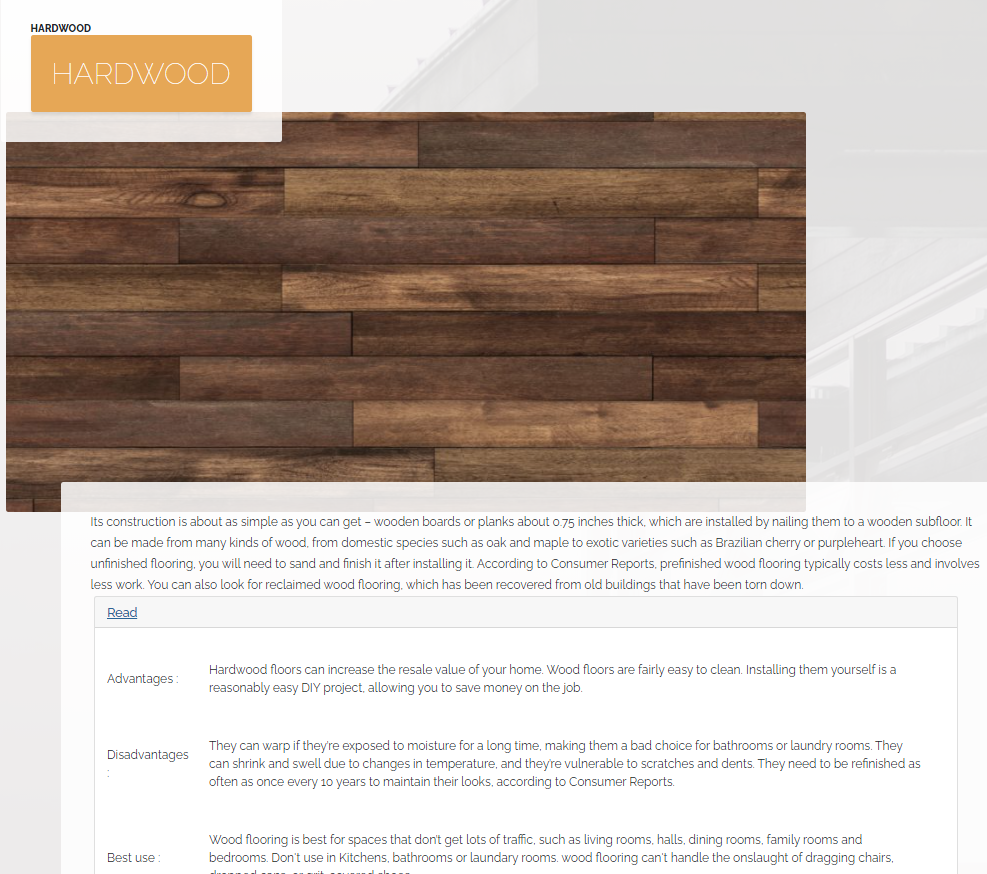 HARDWOOD
HARDWOOD
Its construction is about as simple as you can get – wooden boards or planks about 0.75 inches thick, which are installed by nailing them to a wooden subfloor. It
can be made from many kinds of wood, from domestic species such as oak and maple to exotic varieties such as Brazilian cherry or purpleheart. If you choose
unfinished flooring, you will need to sand and finish it after installing it. According to Consumer Reports, prefinished wood flooring typically costs less and involves
less work. You can also look for reclaimed wood flooring, which has been recovered from old buildings that have been torn down.
Read
Advantages :
Hardwood floors can increase the resale value of your home. Wood floors are fairly easy to clean. Installing them yourself is a
reasonably easy DIY project, allowing you to save money on the job.
Disadvantages
:
They can warp if they're exposed to moisture for a long time, making them a bad choice for bathrooms or laundry rooms. They
can shrink and swell due to changes in temperature, and they're vulnerable to scratches and dents. They need to be refinished as
often as once every 10 years to maintain their looks, according to Consumer Reports.
Best use :
Wood flooring is best for spaces that don't get lots of traffic, such as living rooms, halls, dining rooms, family rooms and
bedrooms. Don't use in Kitchens, bathrooms or laundary rooms. wood flooring can't handle the onslaught of dragging chairs,